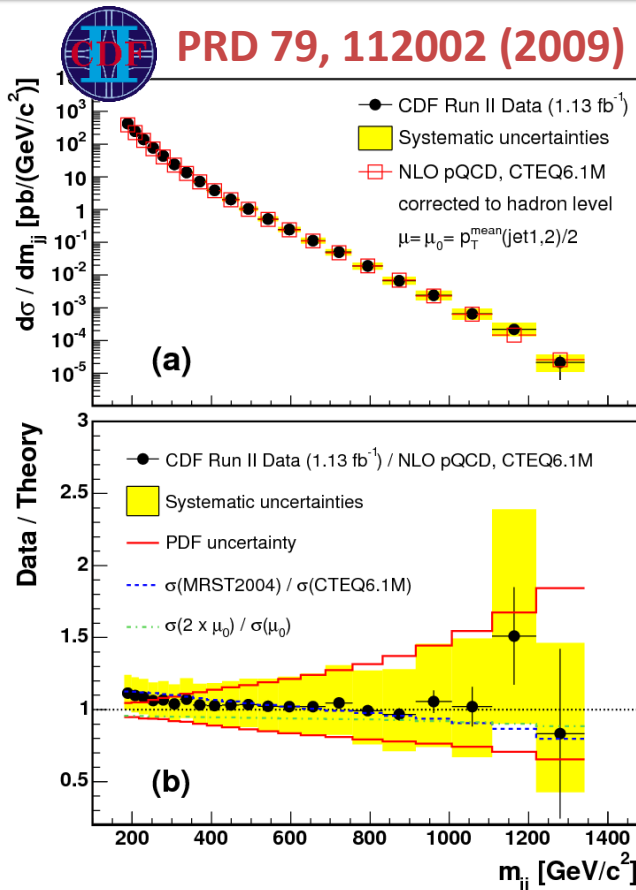 CDF II
PRD 79, 112002 (2009)
dσ / dm_jj [pb/(GeV/c²)]
10³
10²
10
1
10⁻¹
10⁻²
10⁻³
10⁻⁴
10⁻⁵
CDF Run II Data (1.13 fb⁻¹)
Systematic uncertainties
NLO pQCD, CTEQ6.1M
corrected to hadron level
μ= μ₀= p_T^mean(jet1,2)/2
(a)
Data / Theory
3
2.5
2
1.5
1
0.5
CDF Run II Data (1.13 fb⁻¹) / NLO pQCD, CTEQ6.1M
Systematic uncertainties
PDF uncertainty
σ(MRST2004) / σ(CTEQ6.1M)
σ(2 x μ₀) / σ(μ₀)
(b)
200 400 600 800 1000 1200 1400
m_jj [GeV/c²]